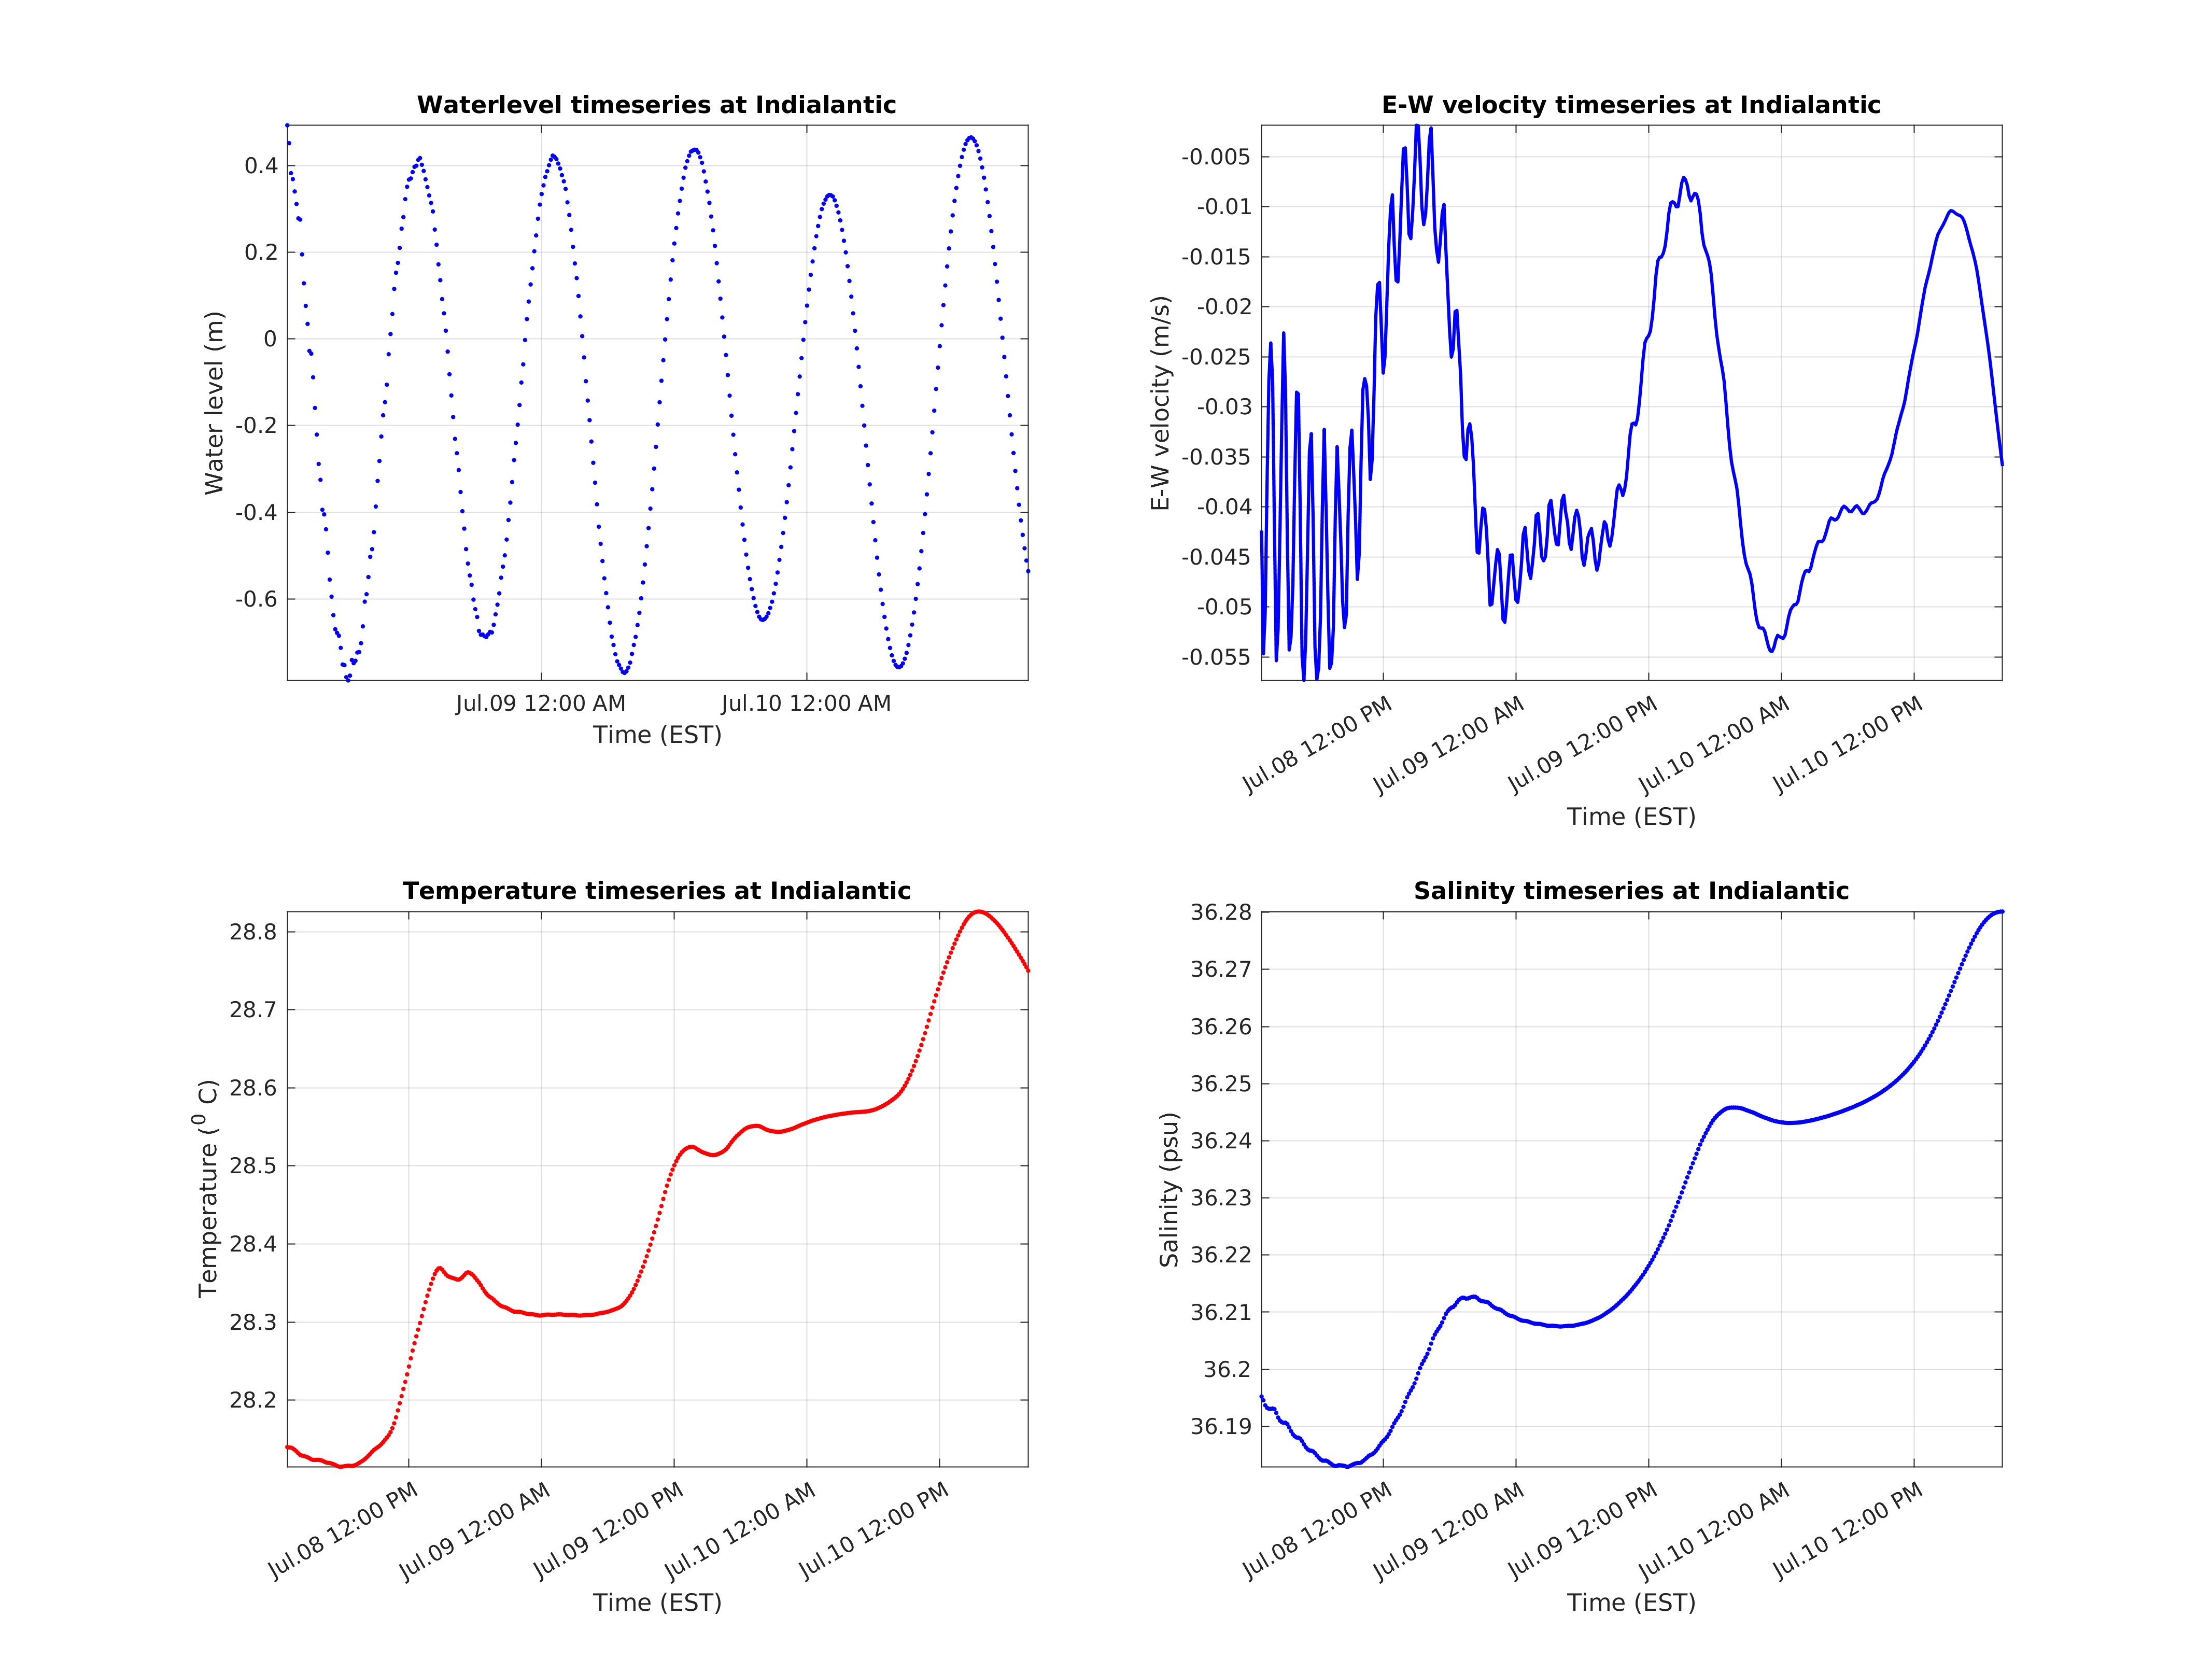 Waterlevel timeseries at Indialantic
0.4
0.2
0
-0.2
-0.4
-0.6
Water level (m)
Jul.09 12:00 AM
Jul.10 12:00 AM
Time (EST)
E-W velocity timeseries at Indialantic
-0.005
-0.01
-0.015
-0.02
-0.025
-0.03
-0.035
-0.04
-0.045
-0.05
-0.055
E-W velocity (m/s)
Jul.08 12:00 PM
Jul.09 12:00 AM
Jul.09 12:00 PM
Jul.10 12:00 AM
Jul.10 12:00 PM
Time (EST)
Temperature timeseries at Indialantic
28.8
28.7
28.6
28.5
28.4
28.3
28.2
Temperature (⁰ C)
Jul.08 12:00 PM
Jul.09 12:00 AM
Jul.09 12:00 PM
Jul.10 12:00 AM
Jul.10 12:00 PM
Time (EST)
Salinity timeseries at Indialantic
36.28
36.27
36.26
36.25
36.24
36.23
36.22
36.21
36.2
36.19
Salinity (psu)
Jul.08 12:00 PM
Jul.09 12:00 AM
Jul.09 12:00 PM
Jul.10 12:00 AM
Jul.10 12:00 PM
Time (EST)